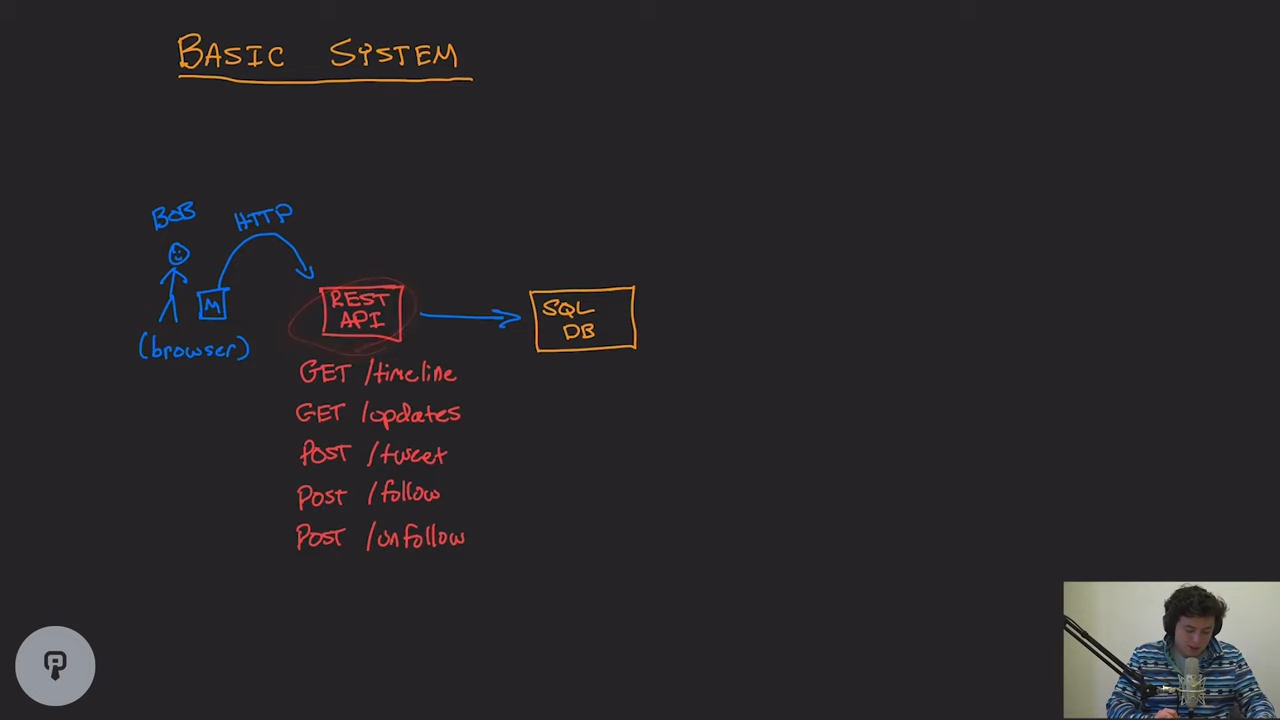 BASIC SYSTEM
BOB
HTTP
M
(browser)
REST
API
SQL
DB
GET /timeline
GET /updates
POST /tweet
POST /follow
POST /unfollow